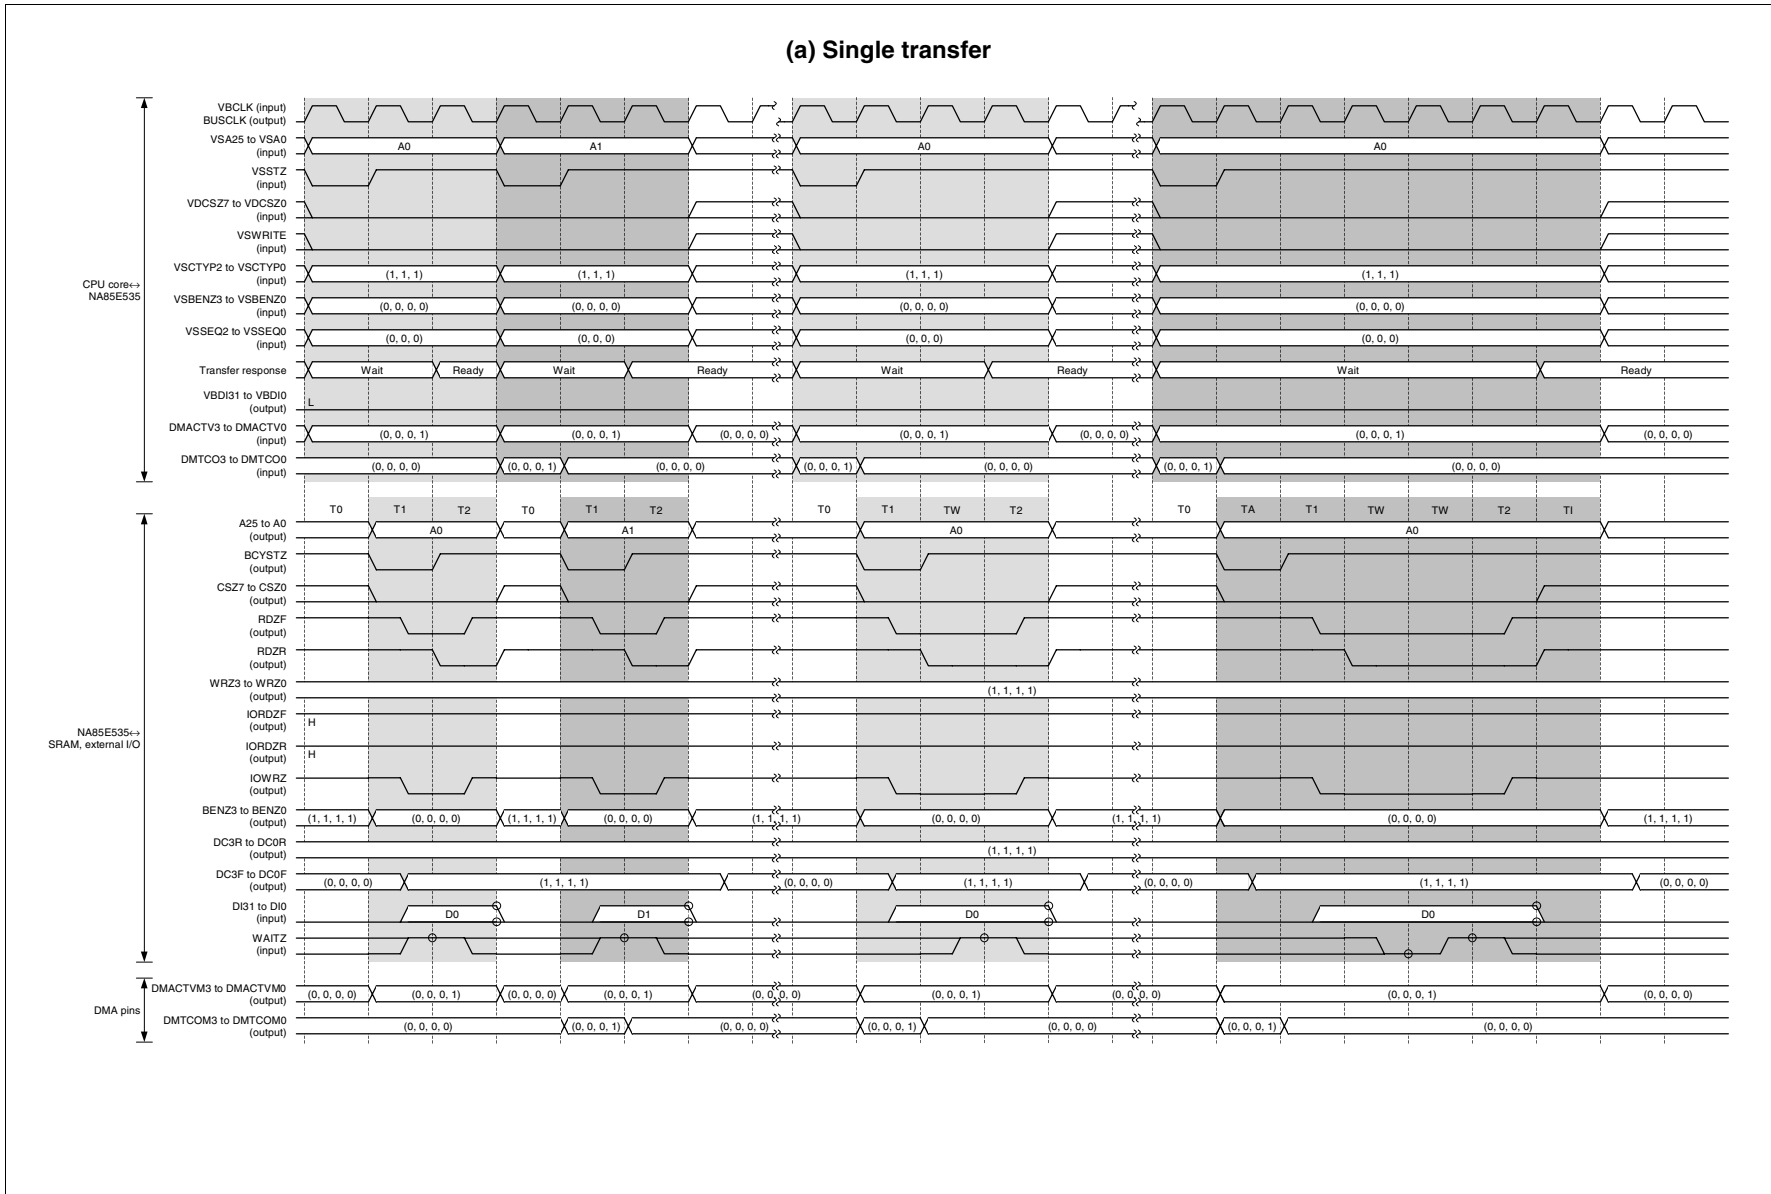 (a) Single transfer
VBCLK (input)
BUSCLK (output)
VSA25 to VSA0
(input)
A0 A1 A0 A0
VSSTZ
(input)
VDCSZ7 to VDCSZ0
(input)
VSWRITE
(input)
VSCTYP2 to VSCTYP0
(input)
(1, 1, 1) (1, 1, 1) (1, 1, 1) (1, 1, 1)
CPU core↔
NA85E535
VSBENZ3 to VSBENZ0
(input)
(0, 0, 0, 0) (0, 0, 0, 0) (0, 0, 0, 0) (0, 0, 0, 0)
VSSEQ2 to VSSEQ0
(input)
(0, 0, 0) (0, 0, 0) (0, 0, 0) (0, 0, 0)
Transfer response Wait Ready Wait Ready Wait Ready Wait Ready
VBDI31 to VBDI0
(output)
L
DMACTV3 to DMACTV0
(input)
(0, 0, 0, 1) (0, 0, 0, 1) (0, 0, 0, 0) (0, 0, 0, 1) (0, 0, 0, 0) (0, 0, 0, 1) (0, 0, 0, 0)
DMTCO3 to DMTCO0
(input)
(0, 0, 0, 0) (0, 0, 0, 1) (0, 0, 0, 0) (0, 0, 0, 1) (0, 0, 0, 0) (0, 0, 0, 1) (0, 0, 0, 0)
T0 T1 T2 T0 T1 T2 T0 T1 TW T2 T0 TA T1 TW TW T2 TI
A25 to A0
(output)
A0 A1 A0 A0
BCYSTZ
(output)
CSZ7 to CSZ0
(output)
RDZF
(output)
RDZR
(output)
WRZ3 to WRZ0
(output)
(1, 1, 1, 1)
IORDZF
(output)
H
NA85E535↔
SRAM, external I/O
IORDZR
(output)
H
IOWRZ
(output)
BENZ3 to BENZ0
(output)
(1, 1, 1, 1) (0, 0, 0, 0) (1, 1, 1, 1) (0, 0, 0, 0) (1, 1, 1, 1) (0, 0, 0, 0) (1, 1, 1, 1) (0, 0, 0, 0) (1, 1, 1, 1)
DC3R to DC0R
(output)
(1, 1, 1, 1)
DC3F to DC0F
(output)
(0, 0, 0, 0) (1, 1, 1, 1) (0, 0, 0, 0) (1, 1, 1, 1) (0, 0, 0, 0) (1, 1, 1, 1) (0, 0, 0, 0)
DI31 to DI0
(input)
D0 D1 D0 D0
WAITZ
(input)
DMACTVM3 to DMACTVM0
(output)
(0, 0, 0, 0) (0, 0, 0, 1) (0, 0, 0, 0) (0, 0, 0, 1) (0, 0, 0, 0) (0, 0, 0, 1) (0, 0, 0, 0) (0, 0, 0, 1) (0, 0, 0, 0)
DMA pins
DMTCOM3 to DMTCOM0
(output)
(0, 0, 0, 0) (0, 0, 0, 1) (0, 0, 0, 0) (0, 0, 0, 1) (0, 0, 0, 0) (0, 0, 0, 1) (0, 0, 0, 0)